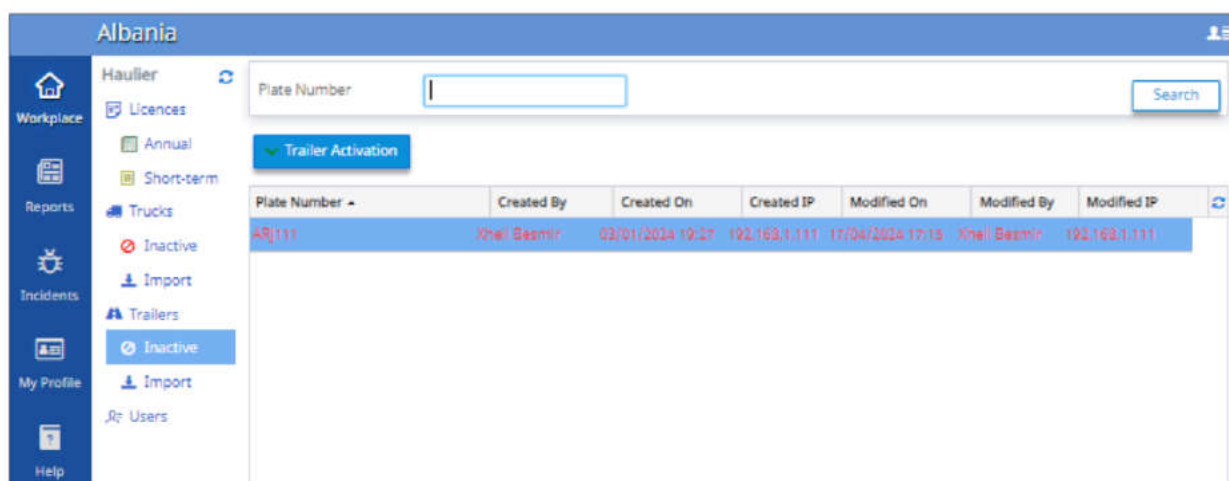 Albania
Workplace
Reports
Incidents
My Profile
Help
Haulier
Licences
Annual
Short-term
Trucks
Inactive
Import
Trailers
Inactive
Import
Users
Plate Number
Search
Trailer Activation
Plate Number Created By Created On Created IP Modified On Modified By Modified IP
ARJ111 Xheli Besmir 03/01/2024 19:27 192.168.1.111 17/04/2024 17:15 Xheli Besmir 192.168.1.111